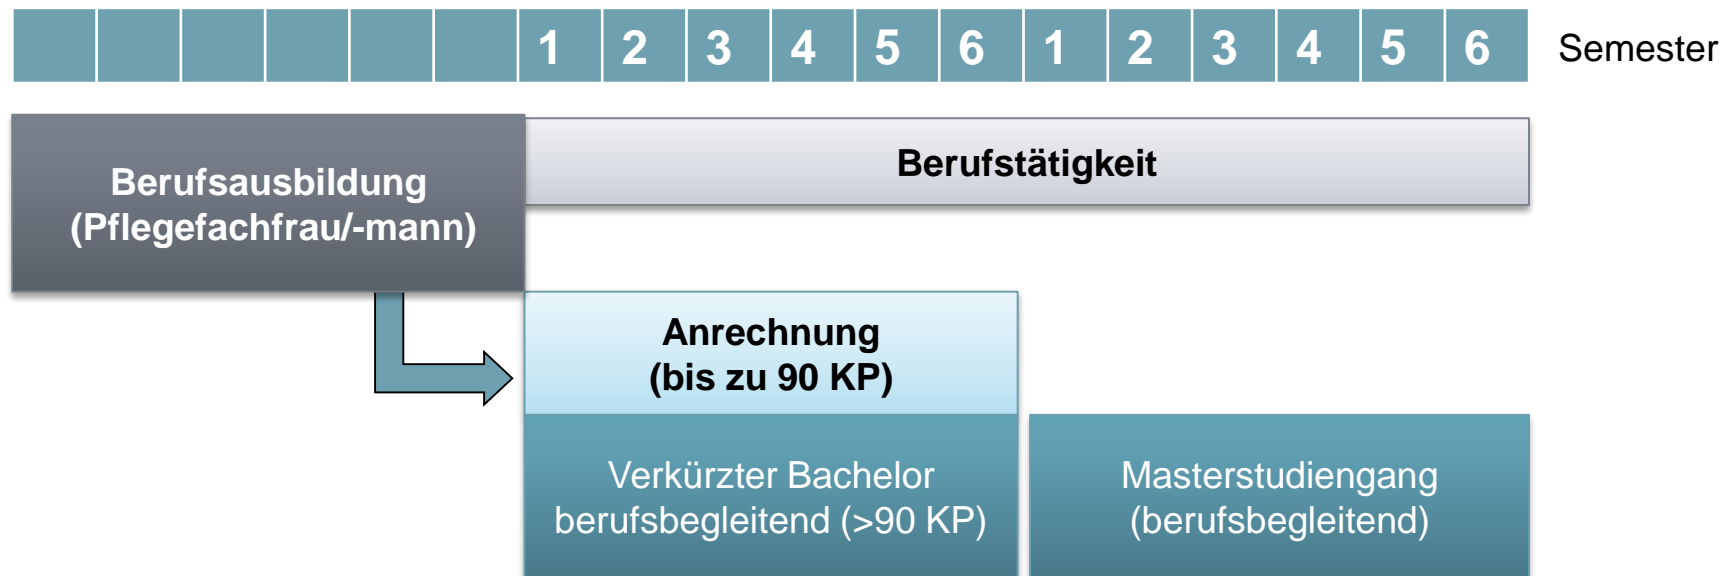 1 2 3 4 5 6 1 2 3 4 5 6 Semester
Berufsausbildung
(Pflegefachfrau/-mann)
Berufstätigkeit
Anrechnung
(bis zu 90 KP)
Verkürzter Bachelor
berufsbegleitend (>90 KP)
Masterstudiengang
(berufsbegleitend)